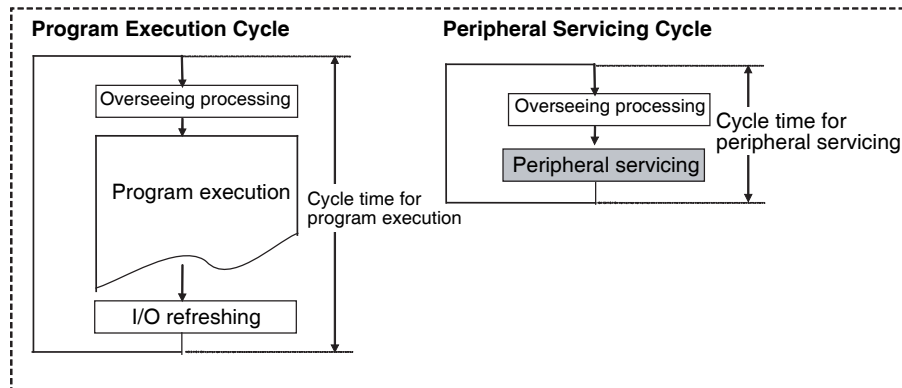 Program Execution Cycle
Overseeing processing
Program execution
I/O refreshing
Cycle time for
program execution
Peripheral Servicing Cycle
Overseeing processing
Peripheral servicing
Cycle time for
peripheral servicing